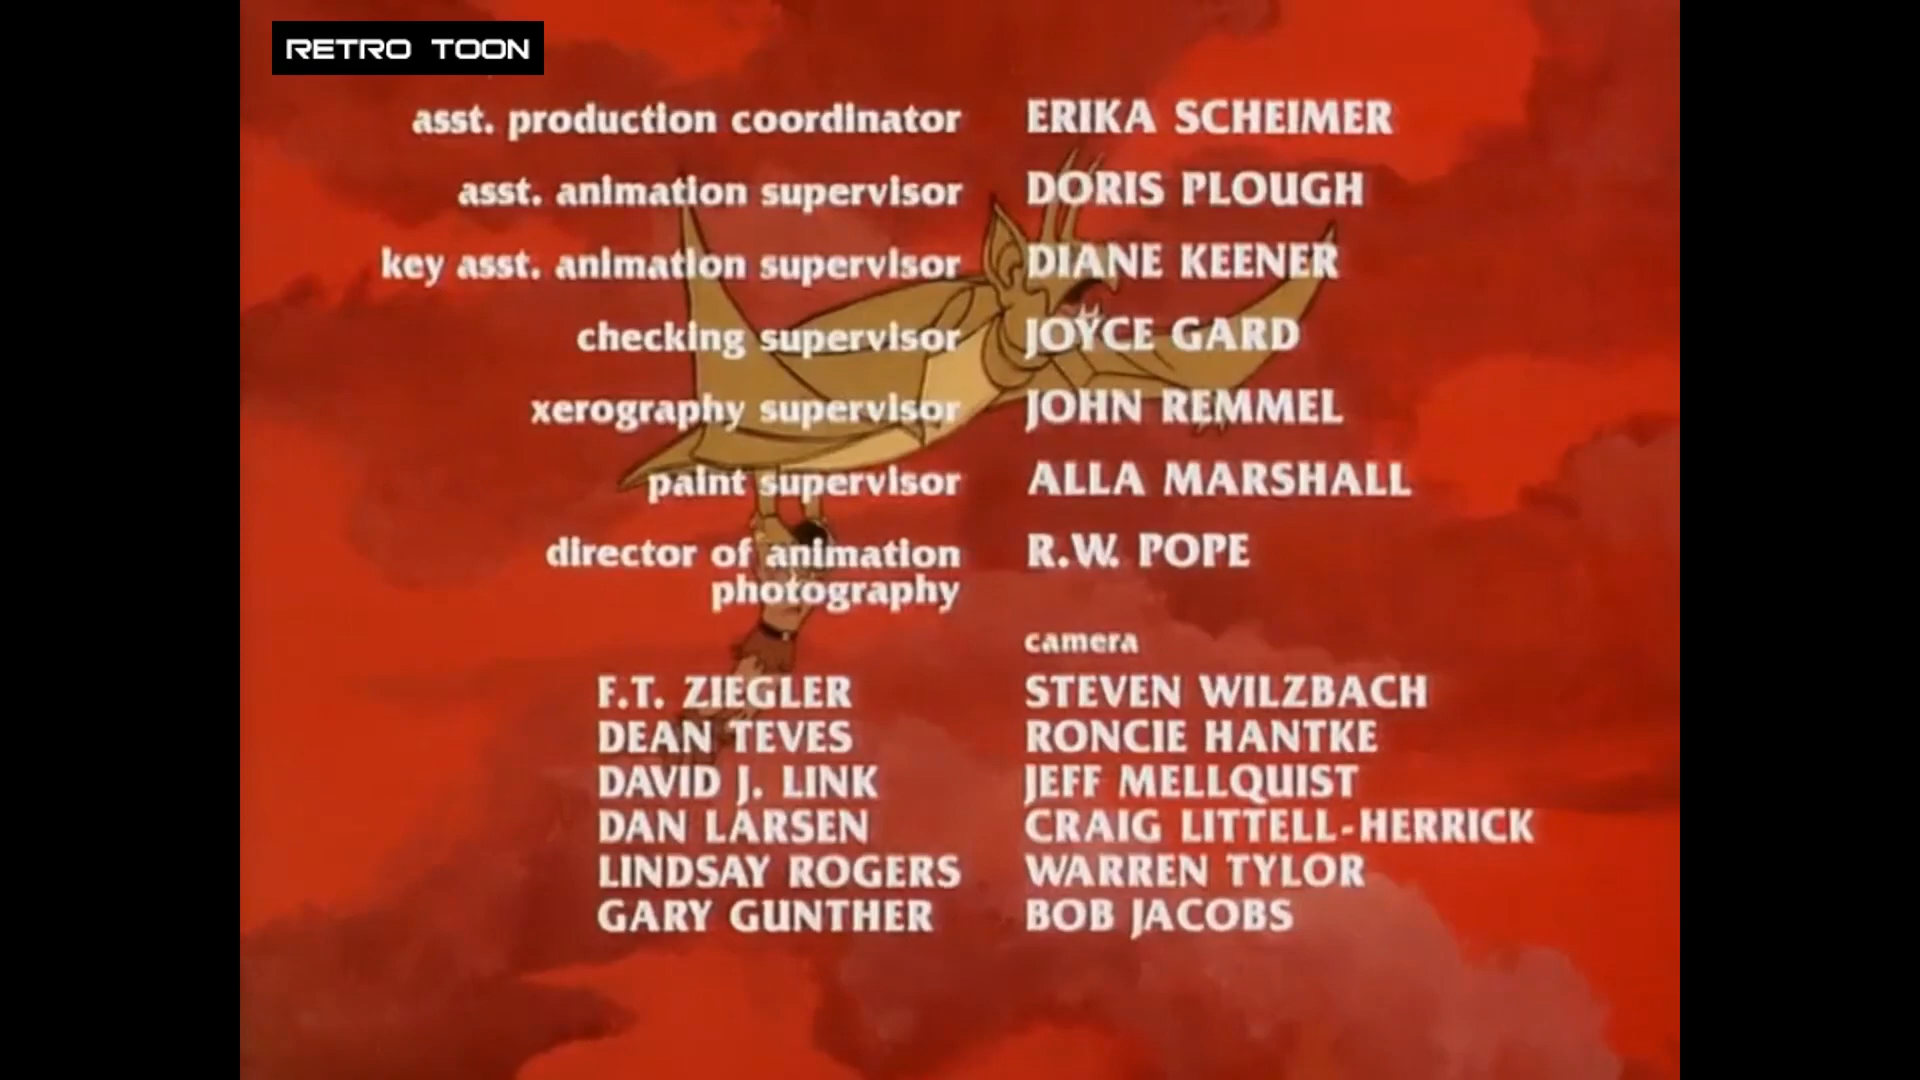 RETRO TOON
asst. production coordinator ERIKA SCHEIMER
asst. animation supervisor DORIS PLOUGH
key asst. animation supervisor DIANE KEENER
checking supervisor JOYCE GARD
xerography supervisor JOHN REMMEL
paint supervisor ALLA MARSHALL
director of animation R.W. POPE
photography
camera
F.T. ZIEGLER STEVEN WILZBACH
DEAN TEVES RONCIE HANTKE
DAVID J. LINK JEFF MELLQUIST
DAN LARSEN CRAIG LITTELL-HERRICK
LINDSAY ROGERS WARREN TYLOR
GARY GUNTHER BOB JACOBS